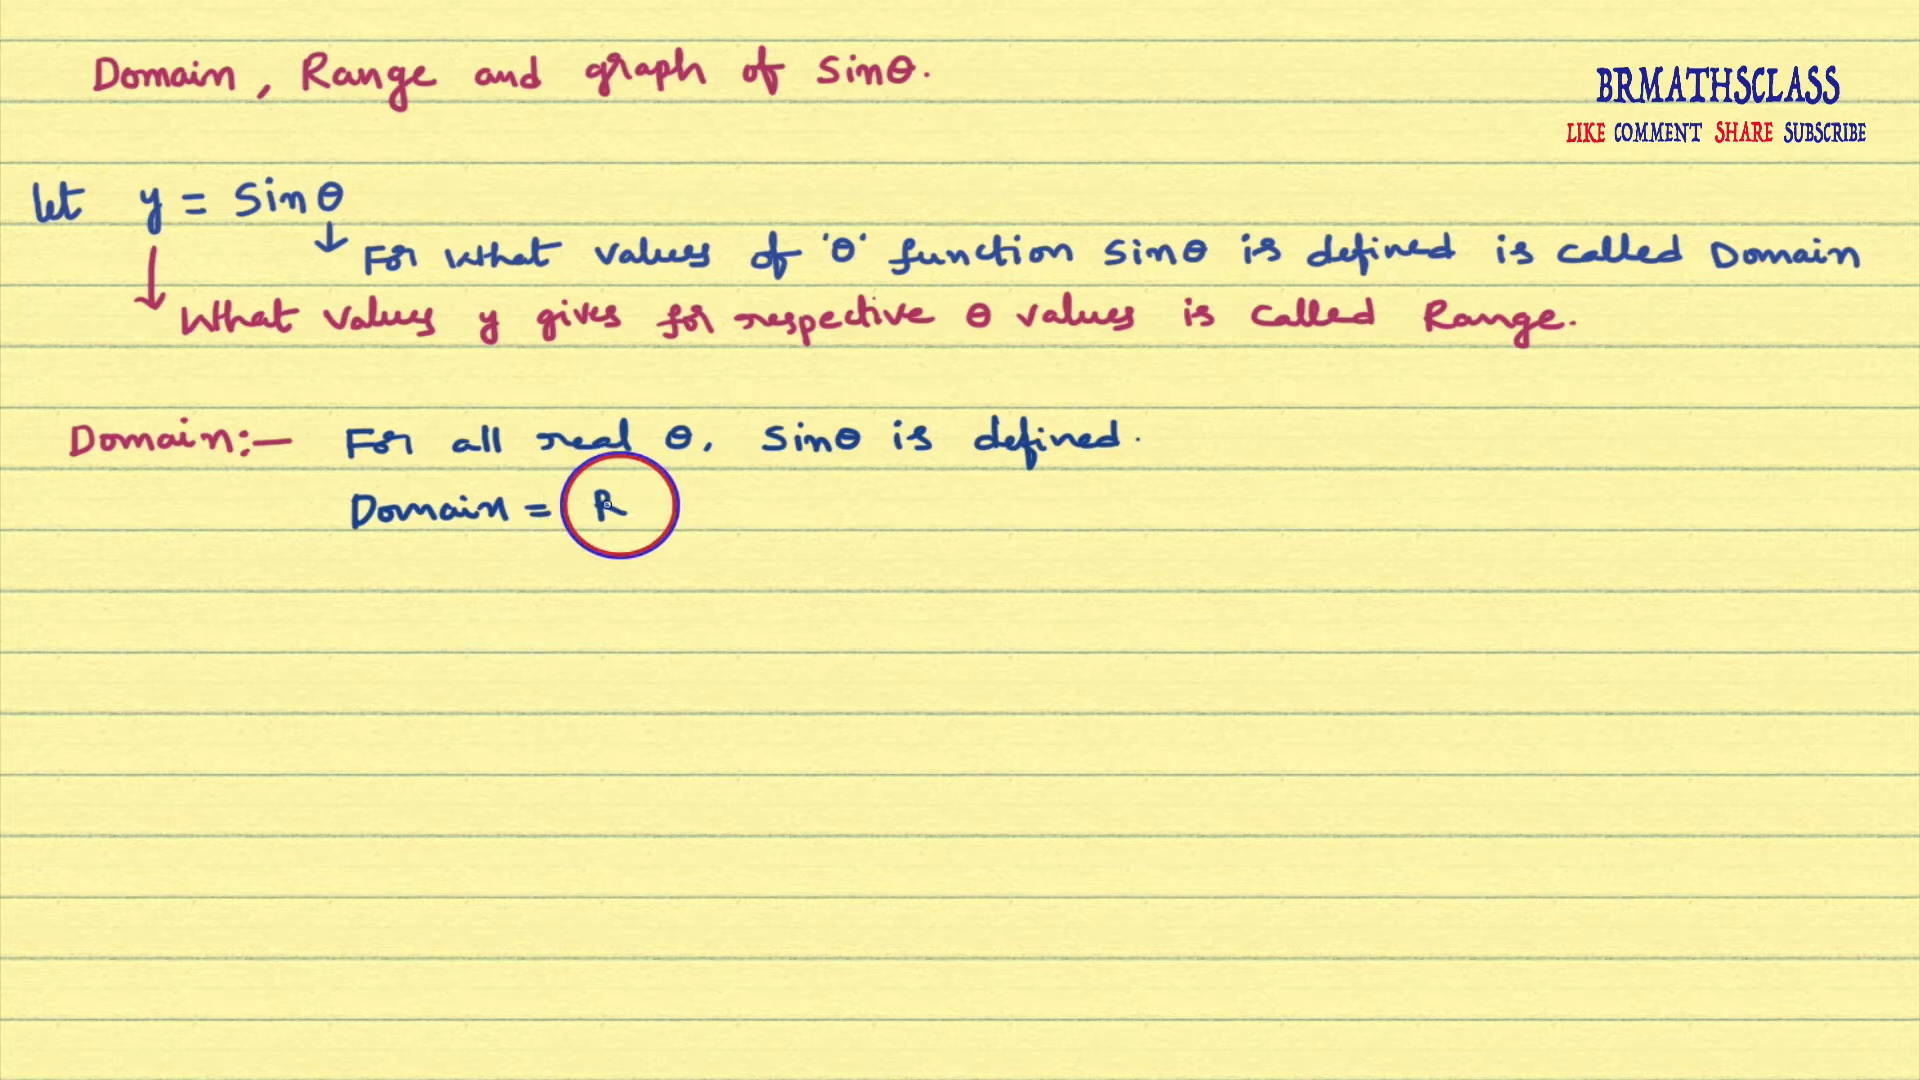 Domain, Range and graph of Sinθ.
BRMATHSCLASS
LIKE COMMENT SHARE SUBSCRIBE
let y = Sinθ
↓ For what values of 'θ' function Sinθ is defined is called Domain
↓ What values y gives for respective θ values is called Range.
Domain:— For all real θ, Sinθ is defined.
Domain = R